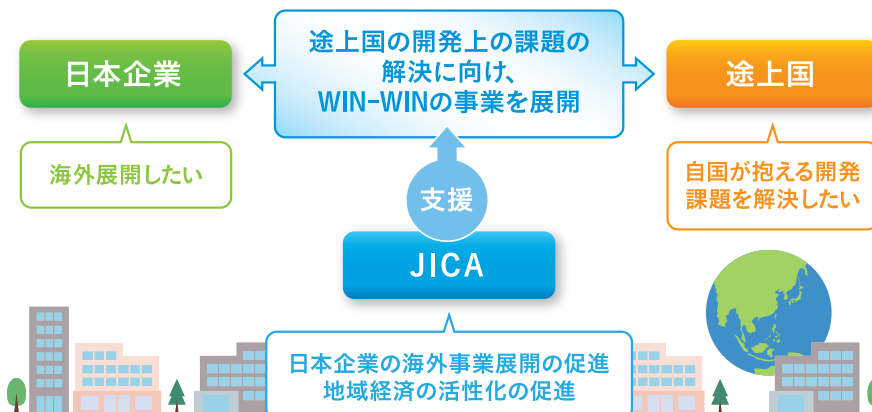 日本企業
途上国の開発上の課題の
解決に向け、
WIN-WINの事業を展開
途上国
海外展開したい
支援
自国が抱える開発
課題を解決したい
JICA
日本企業の海外事業展開の促進
地域経済の活性化の促進